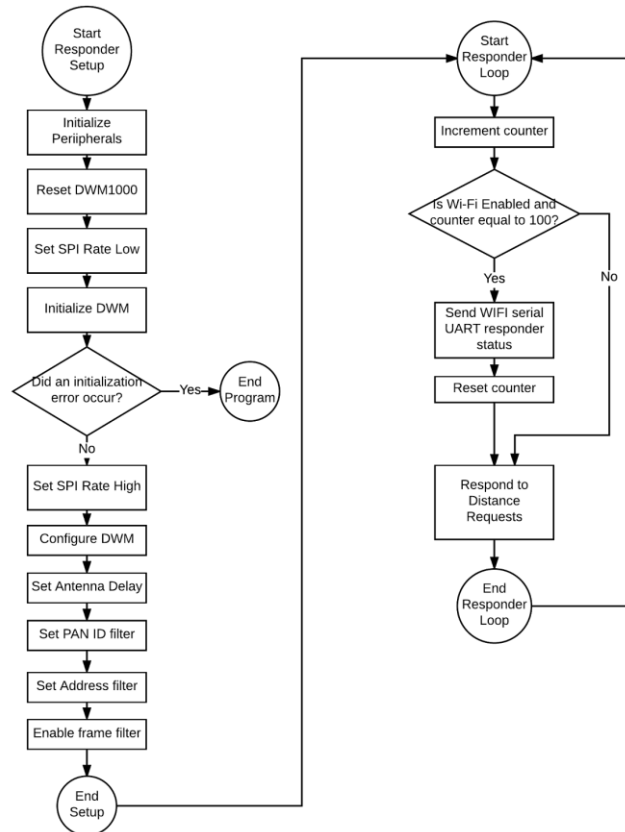 Start
Responder
Setup
Initialize
Periipherals
Reset DWM1000
Set SPI Rate Low
Initialize DWM
Did an initialization
error occur?
Yes
End
Program
No
Set SPI Rate High
Configure DWM
Set Antenna Delay
Set PAN ID filter
Set Address filter
Enable frame filter
End
Setup
Start
Responder
Loop
Increment counter
Is Wi-Fi Enabled and
counter equal to 100?
Yes
No
Send WIFI serial
UART responder
status
Reset counter
Respond to
Distance
Requests
End
Responder
Loop